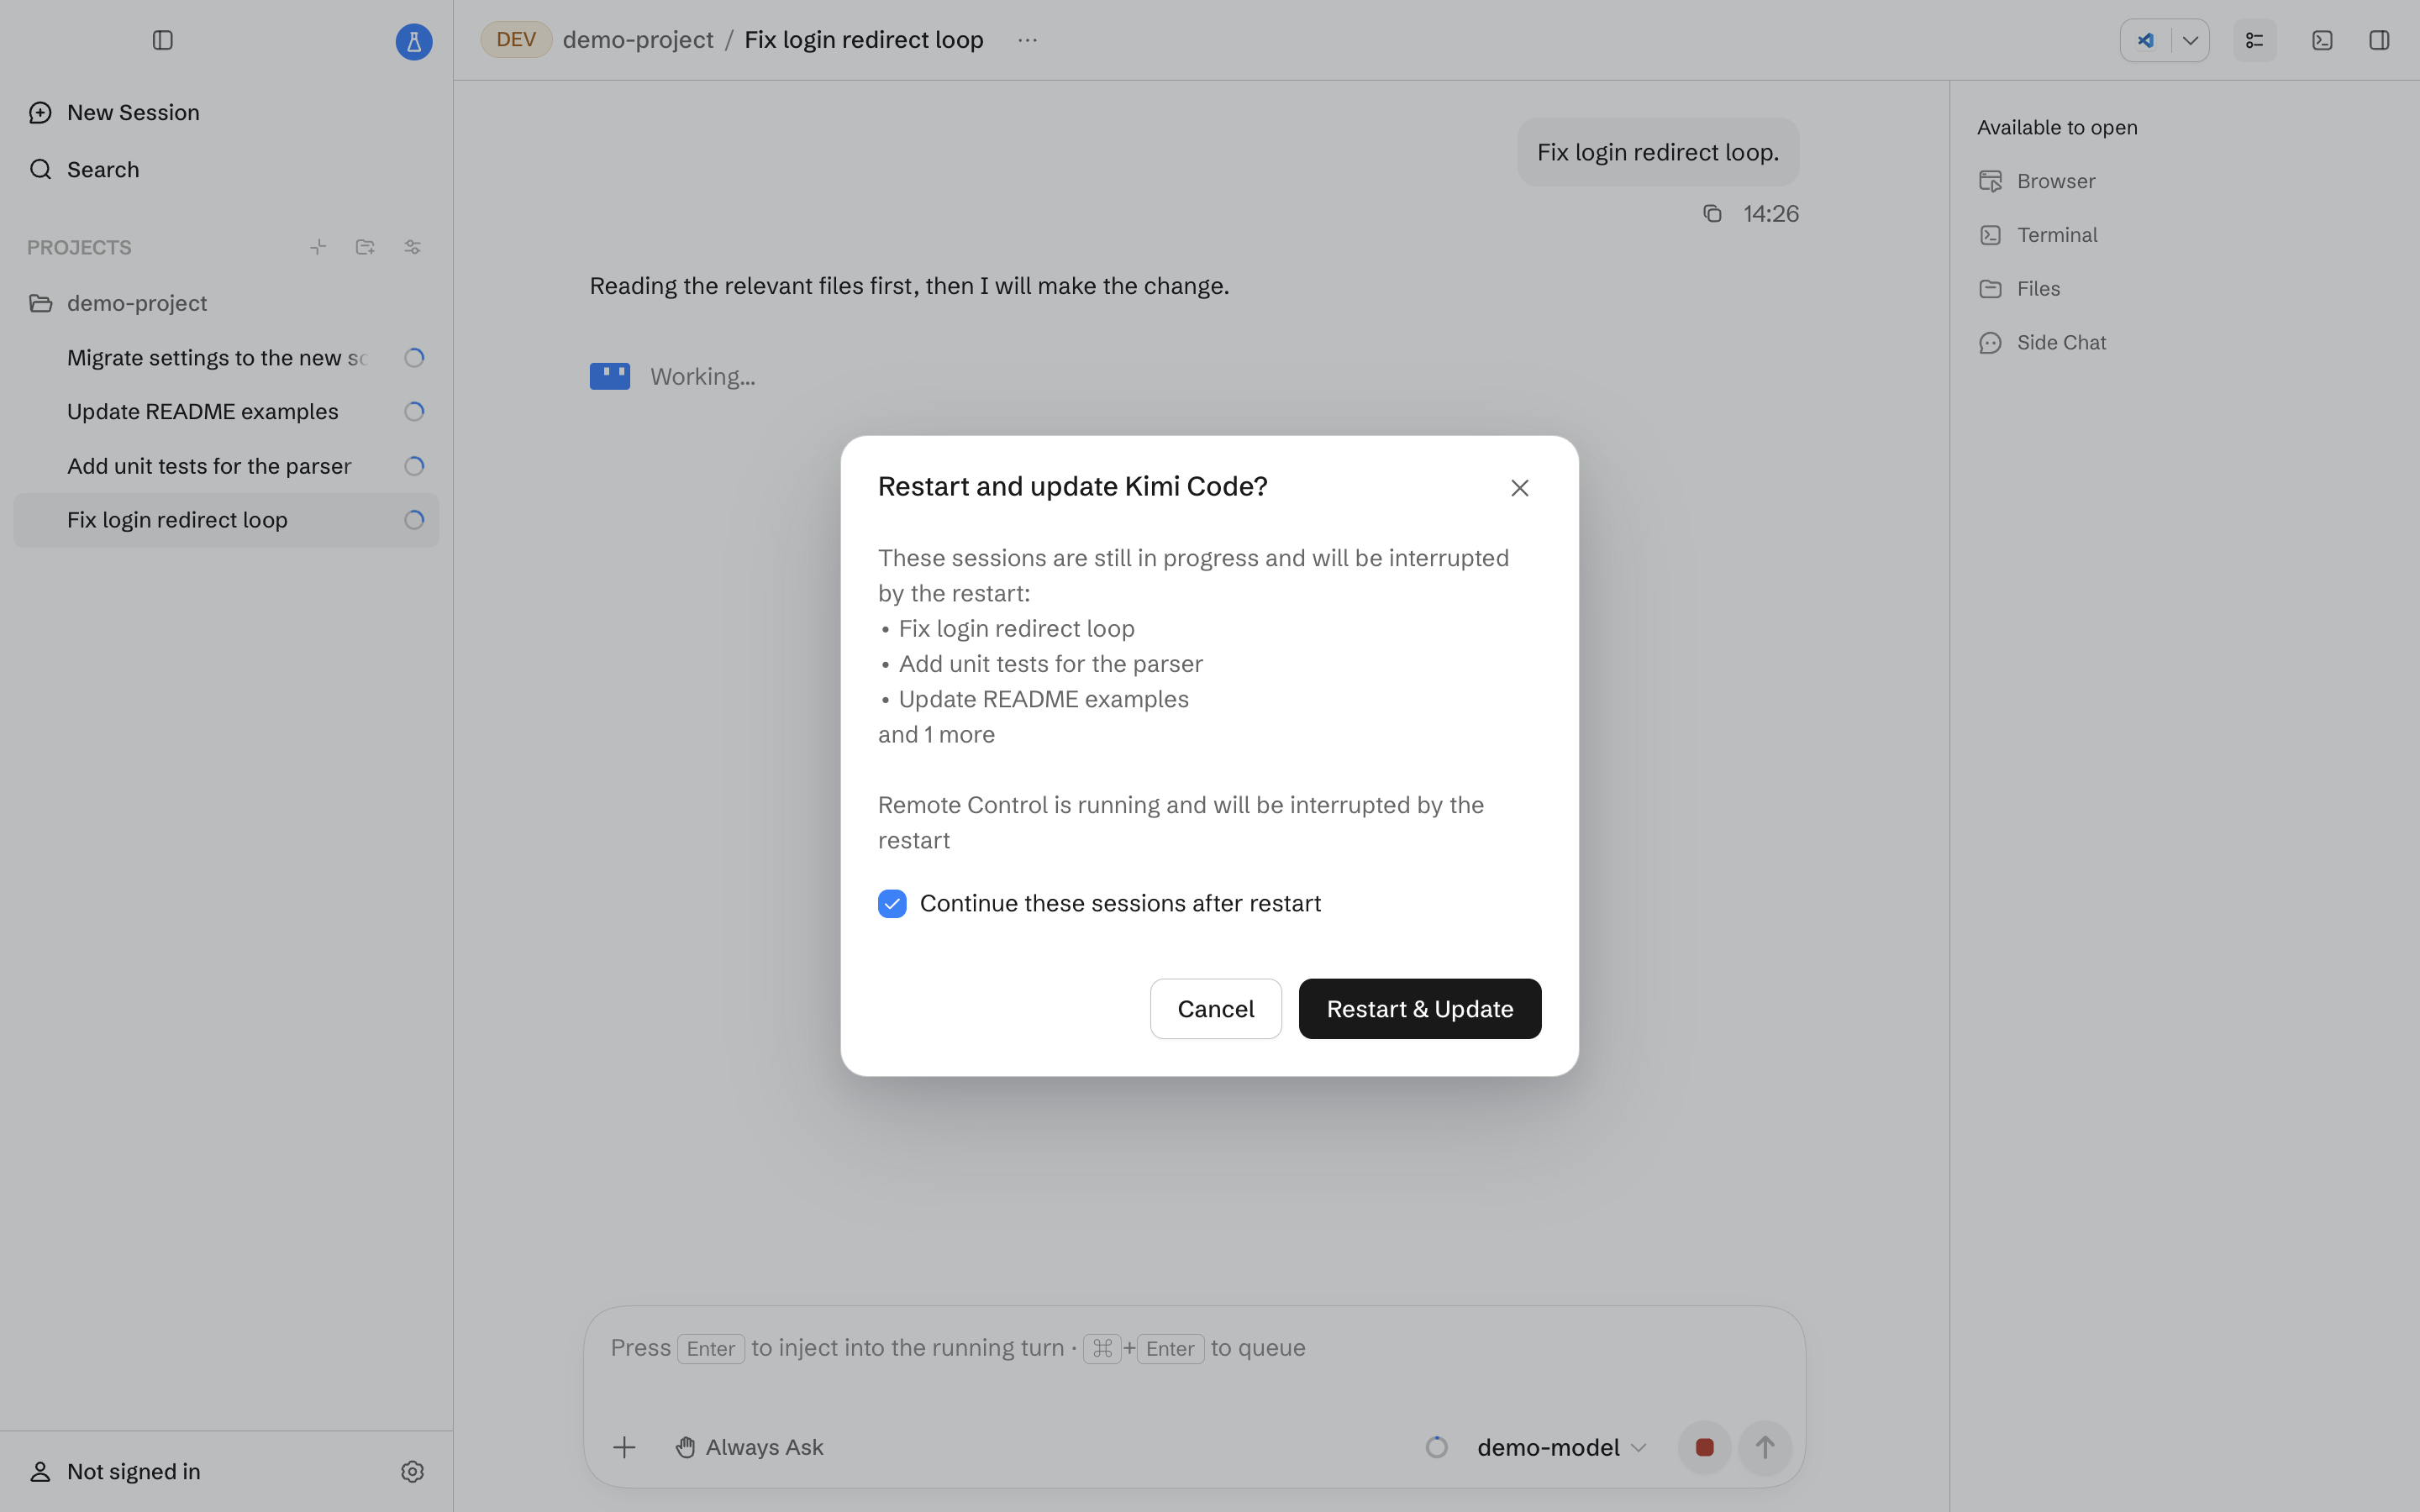 DEV demo-project / Fix login redirect loop ···
New Session
Search
PROJECTS
demo-project
Migrate settings to the new
Update README examples
Add unit tests for the parser
Fix login redirect loop
Not signed in
Fix login redirect loop.
14:26
Reading the relevant files first, then I will make the change.
Working...
Restart and update Kimi Code?
These sessions are still in progress and will be interrupted
by the restart:
• Fix login redirect loop
• Add unit tests for the parser
• Update README examples
and 1 more
Remote Control is running and will be interrupted by the
restart
Continue these sessions after restart
Cancel
Restart & Update
Press Enter to inject into the running turn · ⌘+Enter to queue
Always Ask
demo-model
Available to open
Browser
Terminal
Files
Side Chat